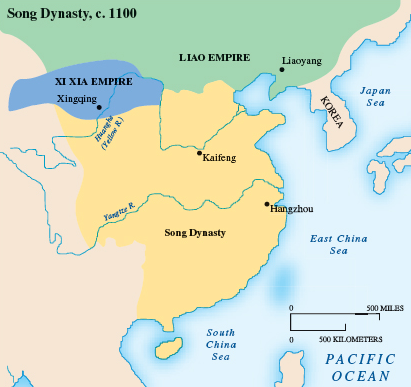 Song Dynasty, c. 1100
LIAO EMPIRE
Liaoyang
XI XIA EMPIRE
Xingqing
Japan
Sea
KOREA
Huanghe
(Yellow R.)
Kaifeng
Yangtze R.
Hangzhou
Song Dynasty
East China
Sea
0
500 MILES
0
500 KILOMETERS
South
China
Sea
PACIFIC
OCEAN